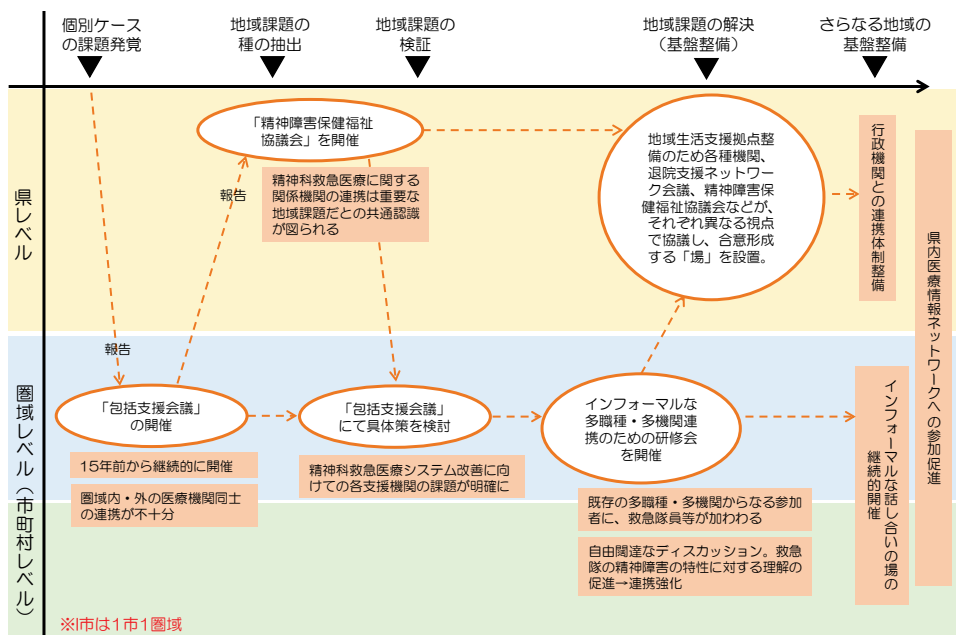 個別ケース
の課題発覚
地域課題の
種の抽出
地域課題の
検証
地域課題の解決
（基盤整備）
さらなる地域の
基盤整備
県レベル
「精神障害保健福祉
協議会」を開催
報告
精神科救急医療に関する
関係機関の連携は重要な
地域課題だとの共通認識
が図られる
地域生活支援拠点整
備のため各種機関、
退院支援ネットワー
ク会議、精神障害保
健福祉協議会などが、
それぞれ異なる視点
で協議し、合意形成
する「場」を設置。
行政機関との連携体制整備
県内医療情報ネットワークへの参加促進
圏域レベル（市町村レベル）
報告
「包括支援会議」
の開催
15年前から継続的に開催
圏域内・外の医療機関同士
の連携が不十分
「包括支援会議」
にて具体策を検討
精神科救急医療システム改善に向
けての各支援機関の課題が明確に
インフォーマルな
多職種・多機関連
携のための研修会
を開催
既存の多職種・多機関からなる参加
者に、救急隊員等が加わわる
自由闊達なディスカッション。救急
隊の精神障害の特性に対する理解の
促進→連携強化
インフォーマルな話し合いの場の
継続的開催
※I市は1市1圏域